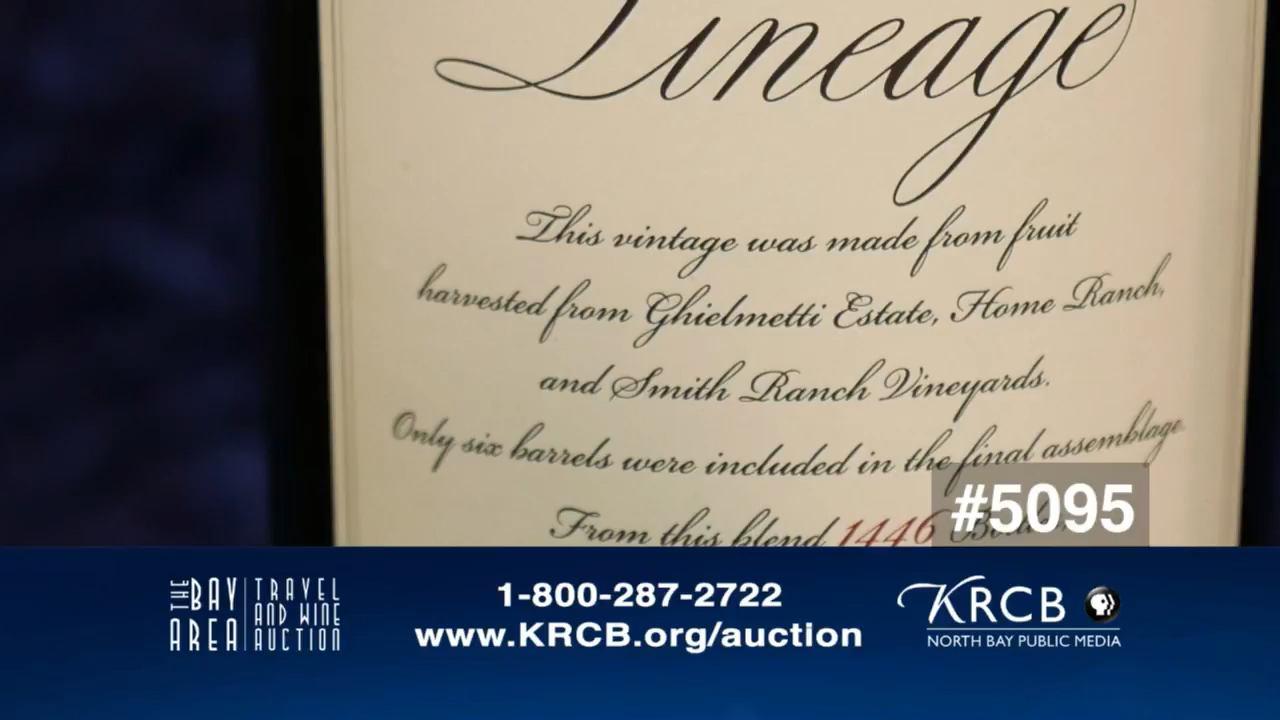 Lineage
This vintage was made from fruit
harvested from Ghielmetti Estate, Home Ranch,
and Smith Ranch Vineyards.
Only six barrels were included in the final assemblage.
From this blend 1446
#5095
THE BAY AREA
TRAVEL AND WINE AUCTION
1-800-287-2722
www.KRCB.org/auction
KRCB
NORTH BAY PUBLIC MEDIA